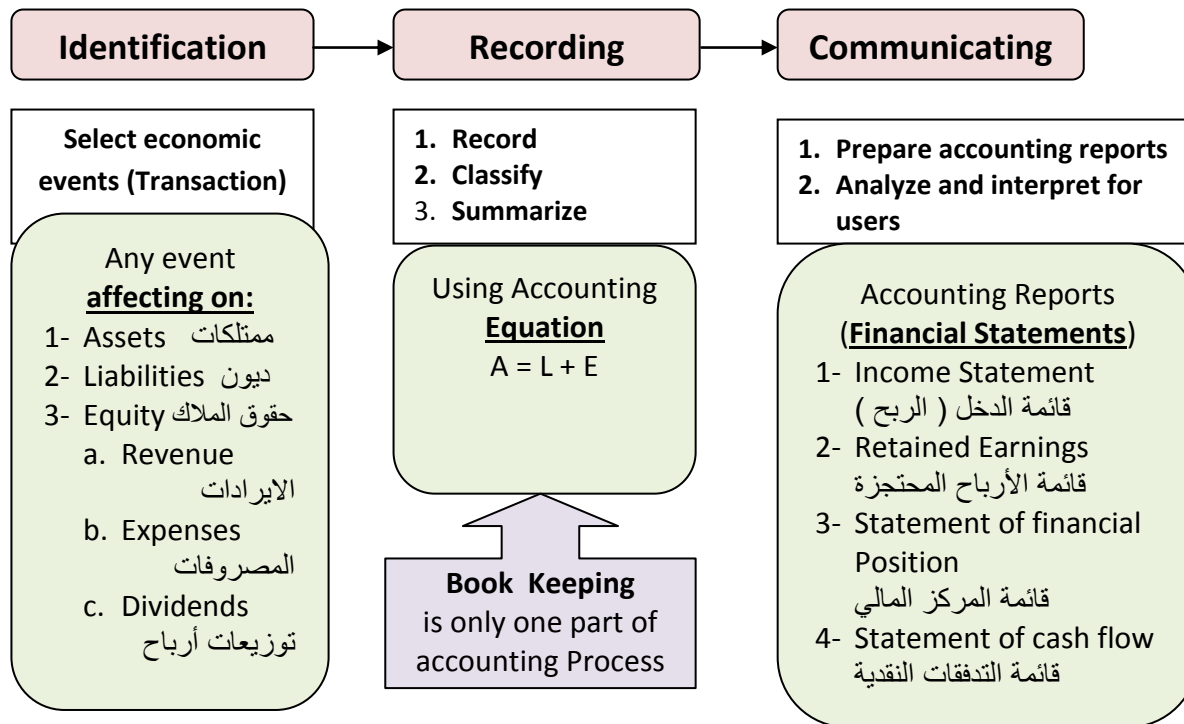 Identification
Recording
Communicating
Select economic
events (Transaction)
Any event
affecting on:
1- Assets ممتلكات
2- Liabilities ديون
3- Equity حقوق الملاك
a. Revenue
الايرادات
b. Expenses
المصروفات
c. Dividends
توزيعات أرباح
1. Record
2. Classify
3. Summarize
Using Accounting
Equation
A = L + E
Book Keeping
is only one part of
accounting Process
1. Prepare accounting reports
2. Analyze and interpret for
users
Accounting Reports
(Financial Statements)
1- Income Statement
قائمة الدخل ( الربح )
2- Retained Earnings
قائمة الأرباح المحتجزة
3- Statement of financial
Position
قائمة المركز المالي
4- Statement of cash flow
قائمة التدفقات النقدية